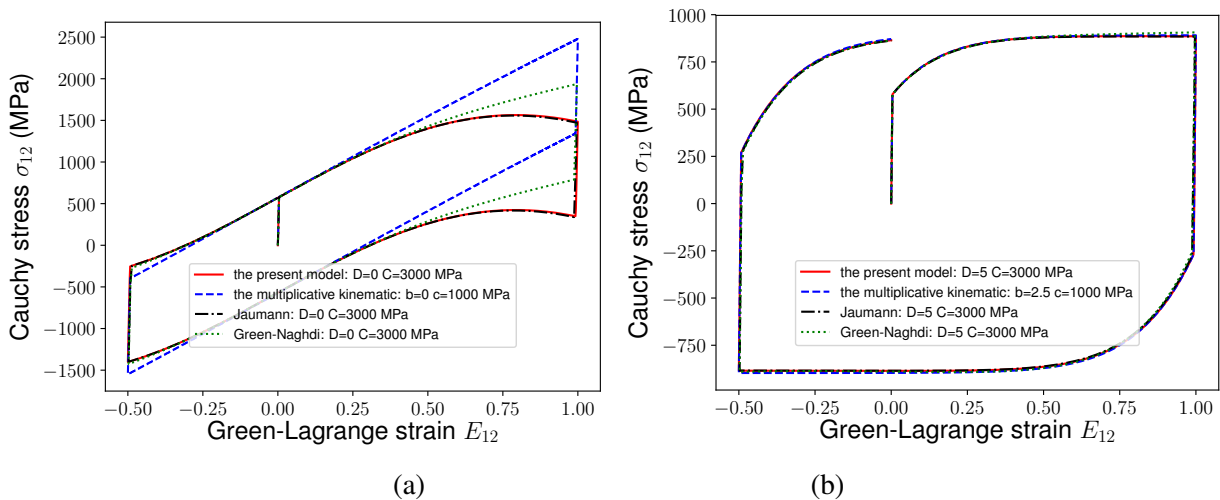 2500
2000
1500
1000
500
0
−500
−1000
−1500
Cauchy stress σ₁₂ (MPa)
the present model: D=0 C=3000 MPa
the multiplicative kinematic: b=0 c=1000 MPa
Jaumann: D=0 C=3000 MPa
Green-Naghdi: D=0 C=3000 MPa
−0.50 −0.25 0.00 0.25 0.50 0.75 1.00
Green-Lagrange strain E₁₂
(a)
1000
750
500
250
0
−250
−500
−750
Cauchy stress σ₁₂ (MPa)
the present model: D=5 C=3000 MPa
the multiplicative kinematic: b=2.5 c=1000 MPa
Jaumann: D=5 C=3000 MPa
Green-Naghdi: D=5 C=3000 MPa
−0.50 −0.25 0.00 0.25 0.50 0.75 1.00
Green-Lagrange strain E₁₂
(b)